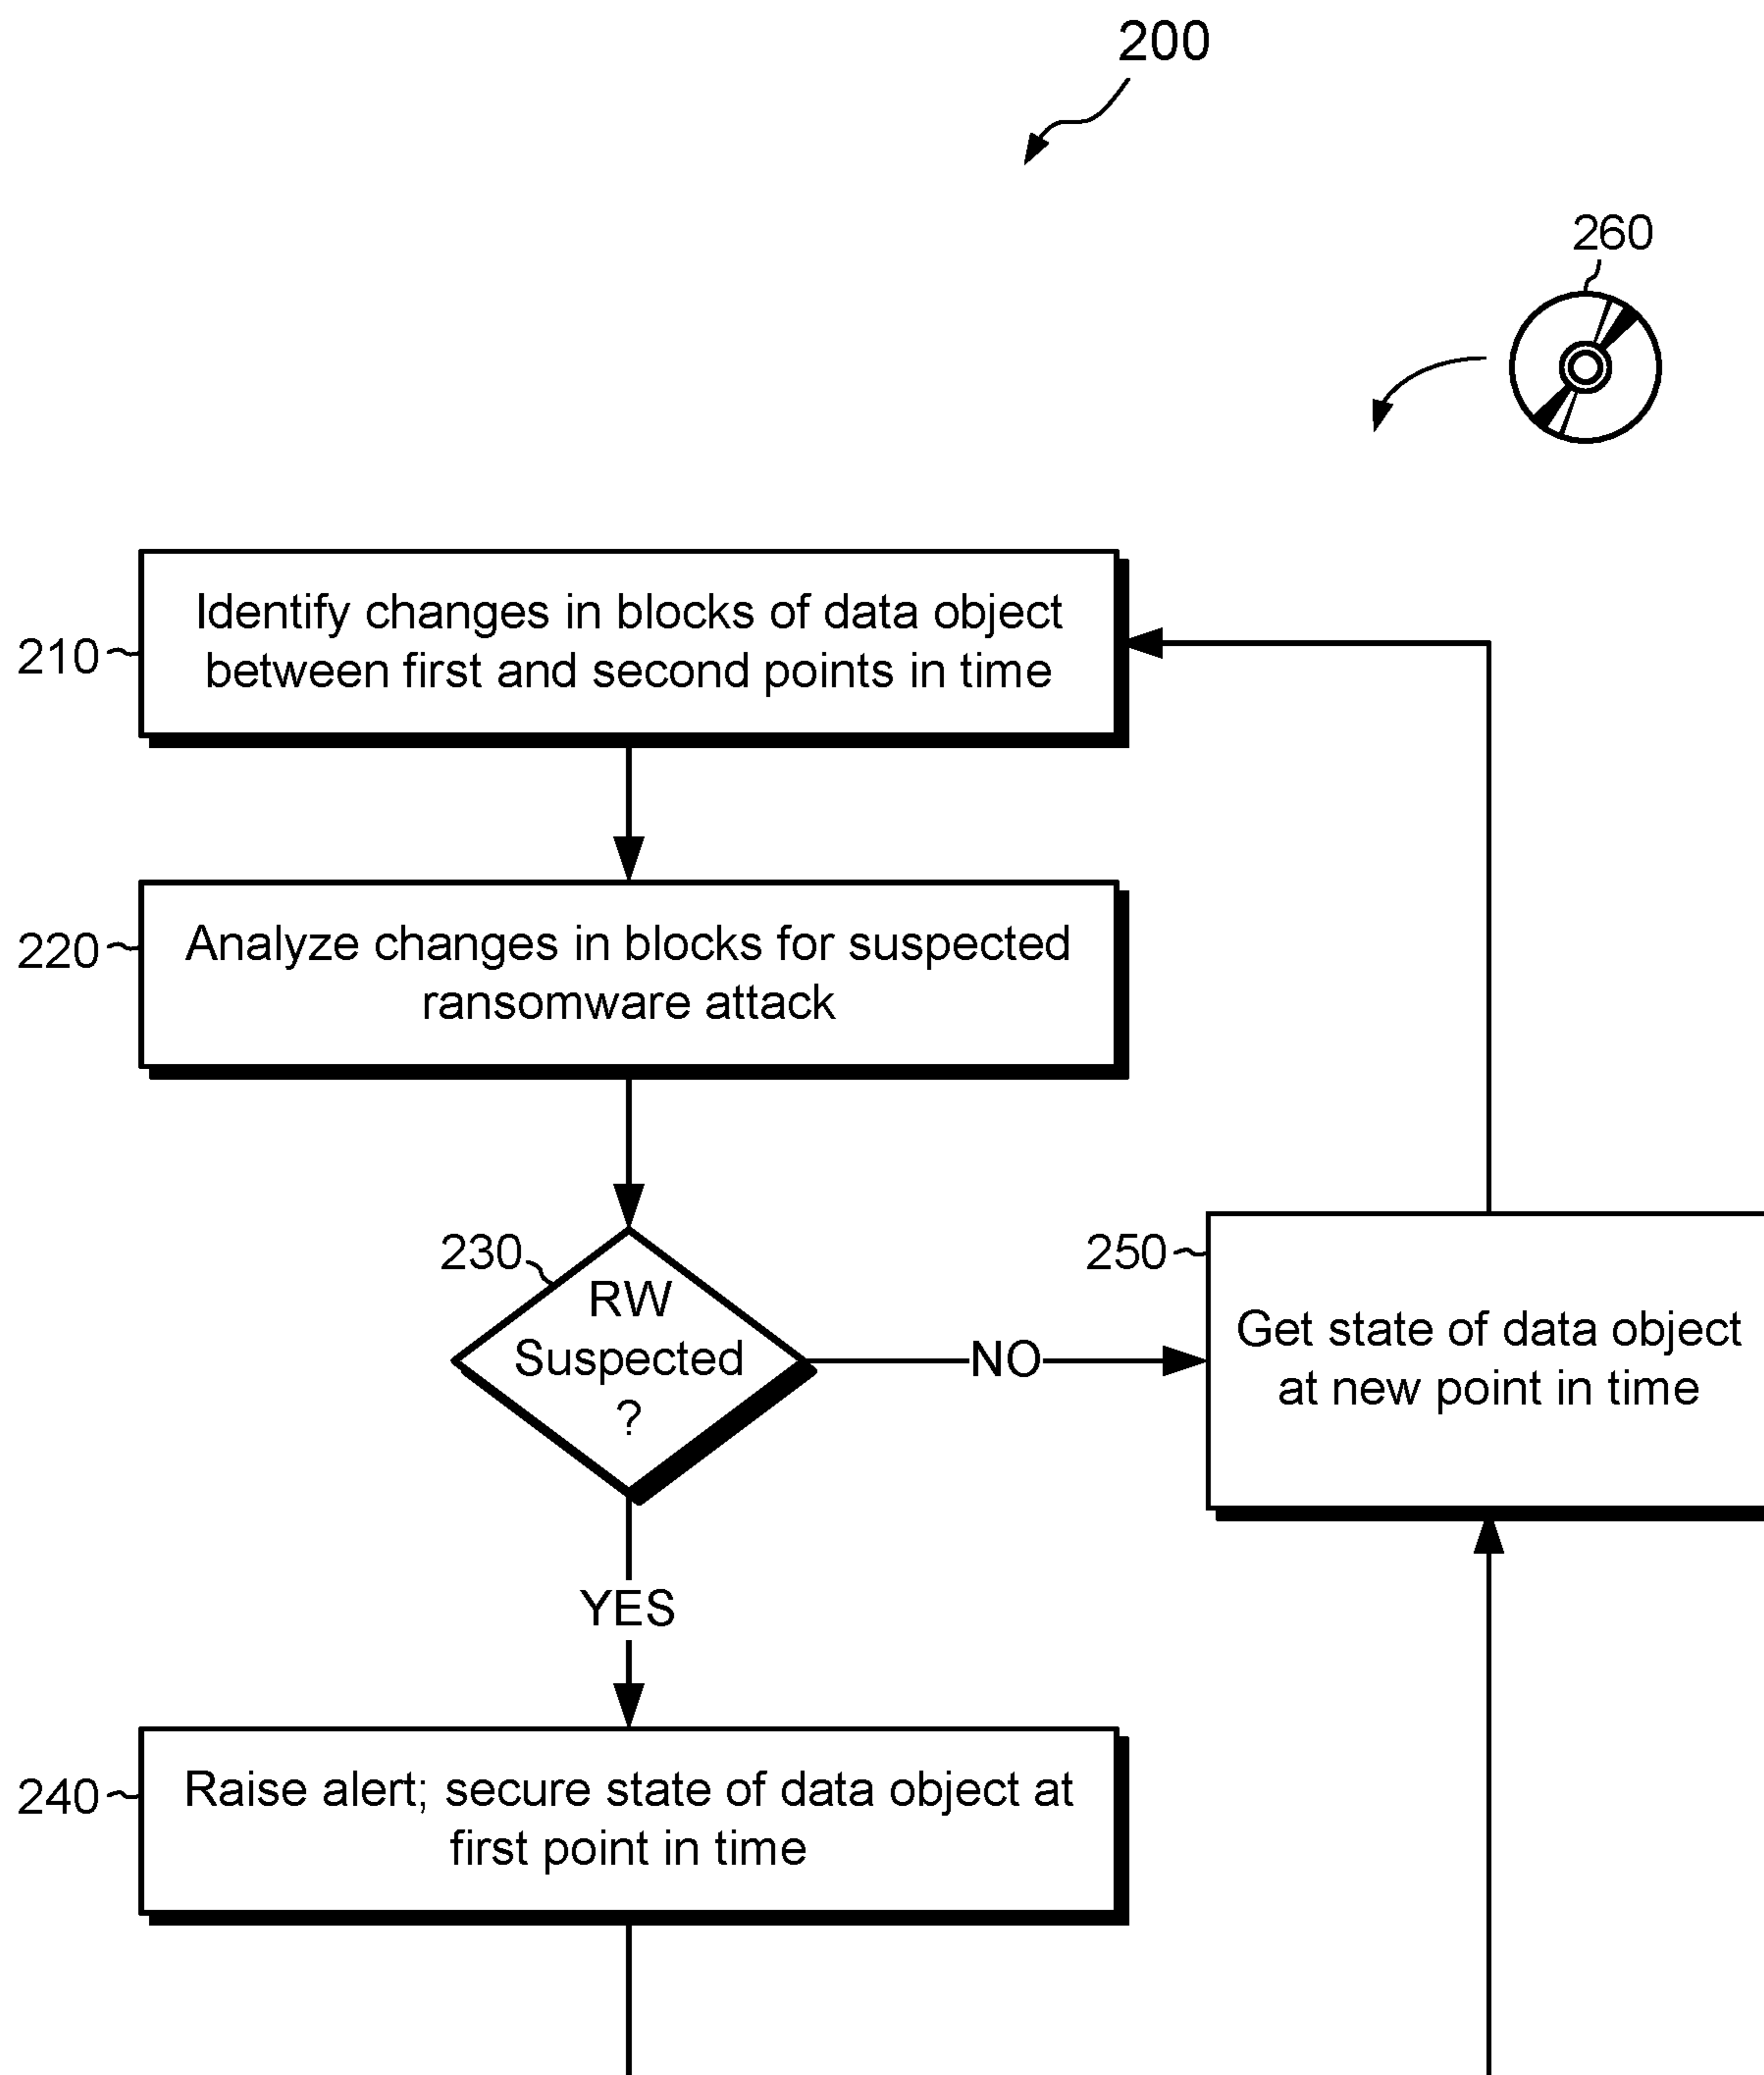 200
260
210
Identify changes in blocks of data object
between first and second points in time
220
Analyze changes in blocks for suspected
ransomware attack
230
RW
Suspected
?
NO
250
Get state of data object
at new point in time
YES
240
Raise alert; secure state of data object at
first point in time